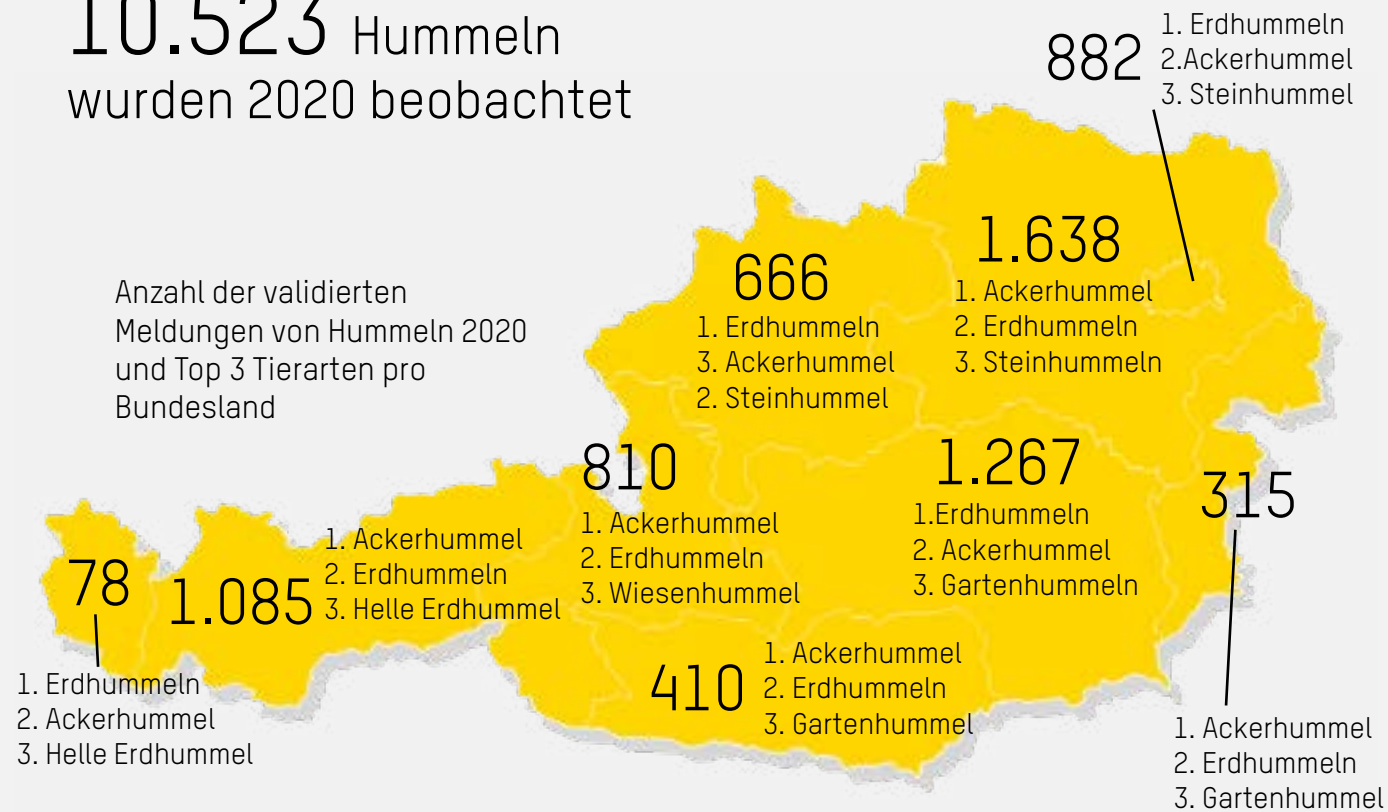 10.523 Hummeln
wurden 2020 beobachtet
Anzahl der validierten
Meldungen von Hummeln 2020
und Top 3 Tierarten pro
Bundesland
882
1. Erdhummeln
2.Ackerhummel
3. Steinhummel
1.638
1. Ackerhummel
2. Erdhummeln
3. Steinhummeln
666
1. Erdhummeln
3. Ackerhummel
2. Steinhummel
810
1. Ackerhummel
2. Erdhummeln
3. Wiesenhummel
1.267
1.Erdhummeln
2. Ackerhummel
3. Gartenhummeln
315
1. Ackerhummel
2. Erdhummeln
3. Gartenhummel
78
1. Erdhummeln
2. Ackerhummel
3. Helle Erdhummel
1.085
1. Ackerhummel
2. Erdhummeln
3. Helle Erdhummel
410
1. Ackerhummel
2. Erdhummeln
3. Gartenhummel